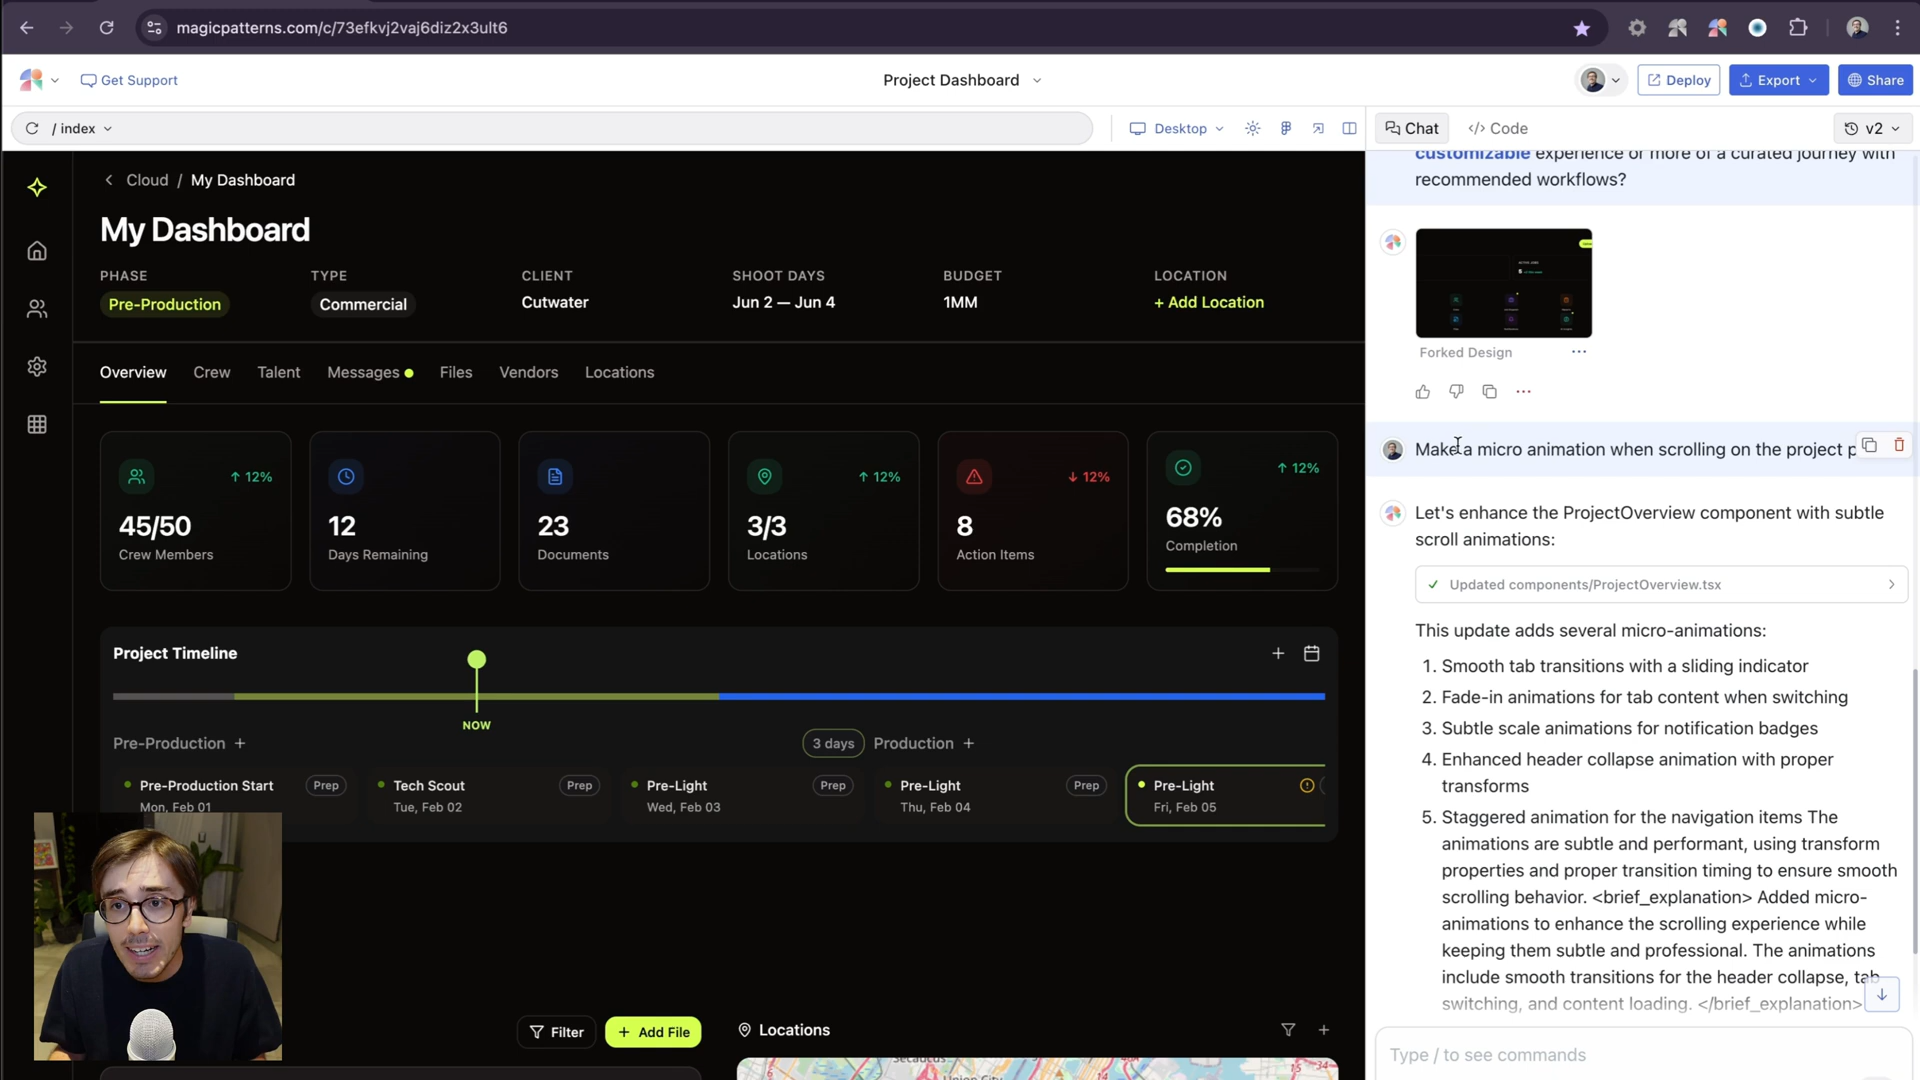 magicpatterns.com/c/73efkvj2vaj6diz2x3ult6
Get Support
Project Dashboard
Deploy
Export
Share
/ index
Desktop
Chat
</> Code
v2
Cloud / My Dashboard
My Dashboard
PHASE
Pre-Production
TYPE
Commercial
CLIENT
Cutwater
SHOOT DAYS
Jun 2 — Jun 4
BUDGET
1MM
LOCATION
+ Add Location
Overview
Crew
Talent
Messages
Files
Vendors
Locations
↑ 12%
45/50
Crew Members
12
Days Remaining
23
Documents
↑ 12%
3/3
Locations
↓ 12%
8
Action Items
↑ 12%
68%
Completion
Project Timeline
NOW
Pre-Production +
3 days
Production +
Pre-Production Start
Prep
Mon, Feb 01
Tech Scout
Prep
Tue, Feb 02
Pre-Light
Prep
Wed, Feb 03
Pre-Light
Prep
Thu, Feb 04
Pre-Light
Fri, Feb 05
Filter
+ Add File
Locations
Secaucus
Union City
customizable experience or more of a curated journey with
recommended workflows?
Forked Design
Make a micro animation when scrolling on the project p
Let's enhance the ProjectOverview component with subtle
scroll animations:
Updated components/ProjectOverview.tsx
This update adds several micro-animations:
1. Smooth tab transitions with a sliding indicator
2. Fade-in animations for tab content when switching
3. Subtle scale animations for notification badges
4. Enhanced header collapse animation with proper
transforms
5. Staggered animation for the navigation items The
animations are subtle and performant, using transform
properties and proper transition timing to ensure smooth
scrolling behavior. <brief_explanation> Added micro-
animations to enhance the scrolling experience while
keeping them subtle and professional. The animations
include smooth transitions for the header collapse, tab
switching, and content loading. </brief_explanation>
Type / to see commands